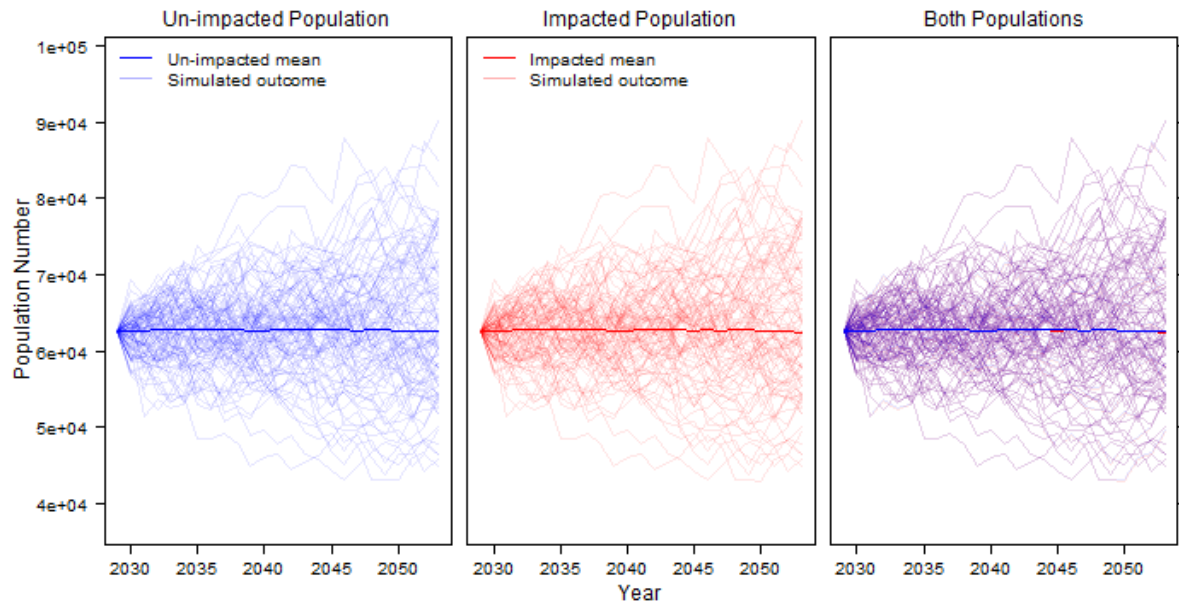 Un-impacted Population
Impacted Population
Both Populations
Un-impacted mean
Simulated outcome
Impacted mean
Simulated outcome
Population Number
1e+05
9e+04
8e+04
7e+04
6e+04
5e+04
4e+04
2030 2035 2040 2045 2050
2030 2035 2040 2045 2050
2030 2035 2040 2045 2050
Year